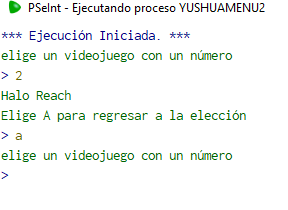 PSeInt - Ejecutando proceso YUSHUAMENU2
*** Ejecución Iniciada. ***
elige un videojuego con un número
> 2
Halo Reach
Elige A para regresar a la elección
> a
elige un videojuego con un número
>